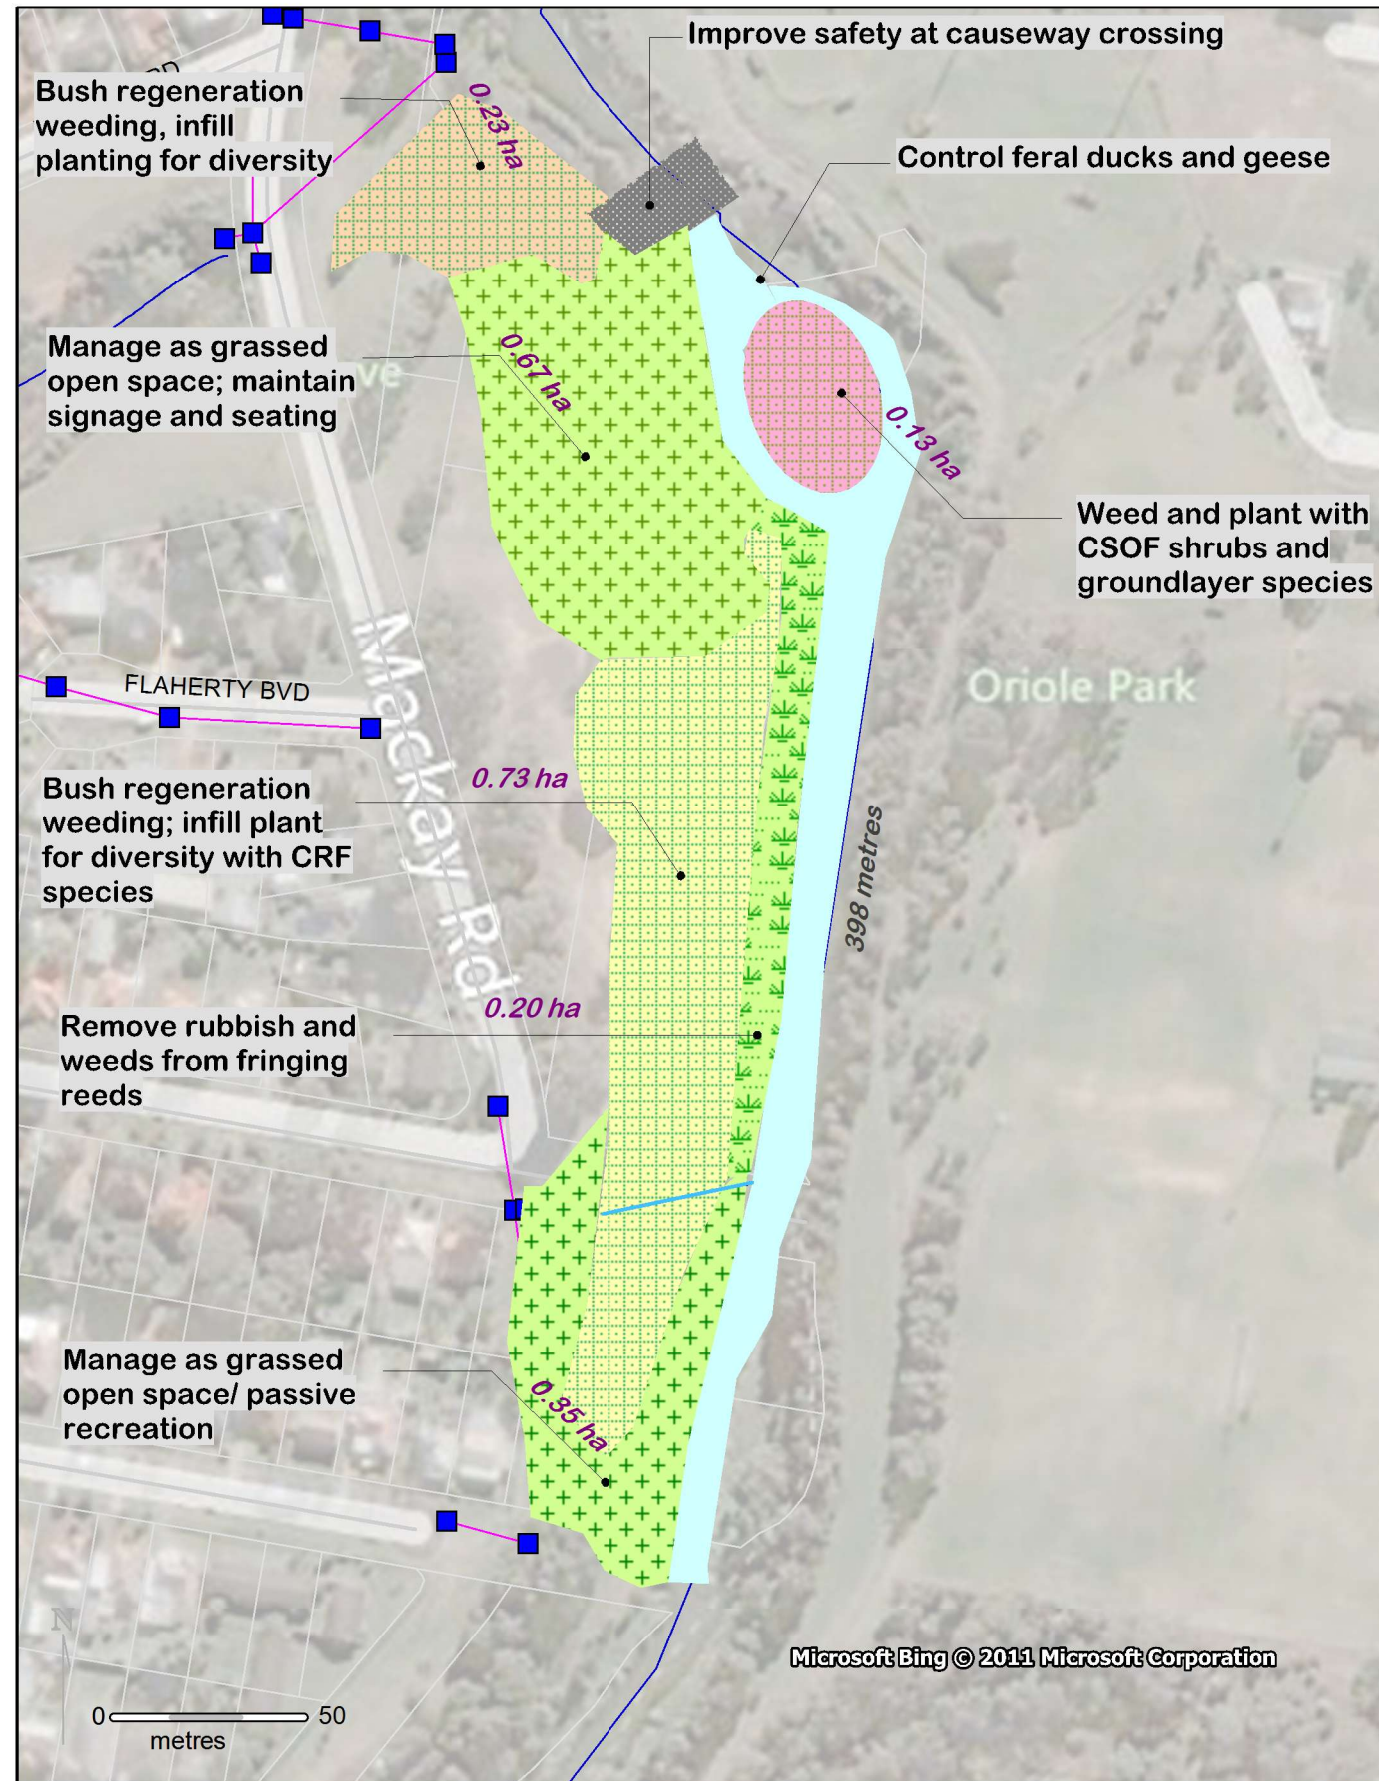 Improve safety at causeway crossing
RD
Bush regeneration
weeding, infill
planting for diversity
0.23 ha
Control feral ducks and geese
Manage as grassed
open space; maintain
signage and seating
ve
0.67 ha
0.13 ha
Weed and plant with
CSOF shrubs and
groundlayer species
Mackay Rd
FLAHERTY BVD
Oriole Park
Bush regeneration
weeding; infill plant
for diversity with CRF
species
0.73 ha
398 metres
0.20 ha
Remove rubbish and
weeds from fringing
reeds
Manage as grassed
open space/ passive
recreation
0.35 ha
N
Microsoft Bing © 2011 Microsoft Corporation
0 50
metres